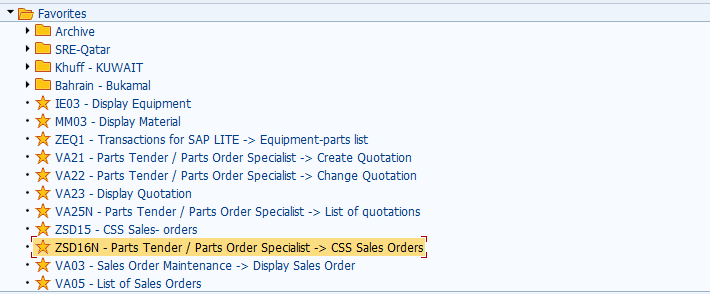 Favorites
Archive
SRE-Qatar
Khuff - KUWAIT
Bahrain - Bukamal
IE03 - Display Equipment
MM03 - Display Material
ZEQ1 - Transactions for SAP LITE -> Equipment-parts list
VA21 - Parts Tender / Parts Order Specialist -> Create Quotation
VA22 - Parts Tender / Parts Order Specialist -> Change Quotation
VA23 - Display Quotation
VA25N - Parts Tender / Parts Order Specialist -> List of quotations
ZSD15 - CSS Sales- orders
ZSD16N - Parts Tender / Parts Order Specialist -> CSS Sales Orders
VA03 - Sales Order Maintenance -> Display Sales Order
VA05 - List of Sales Orders